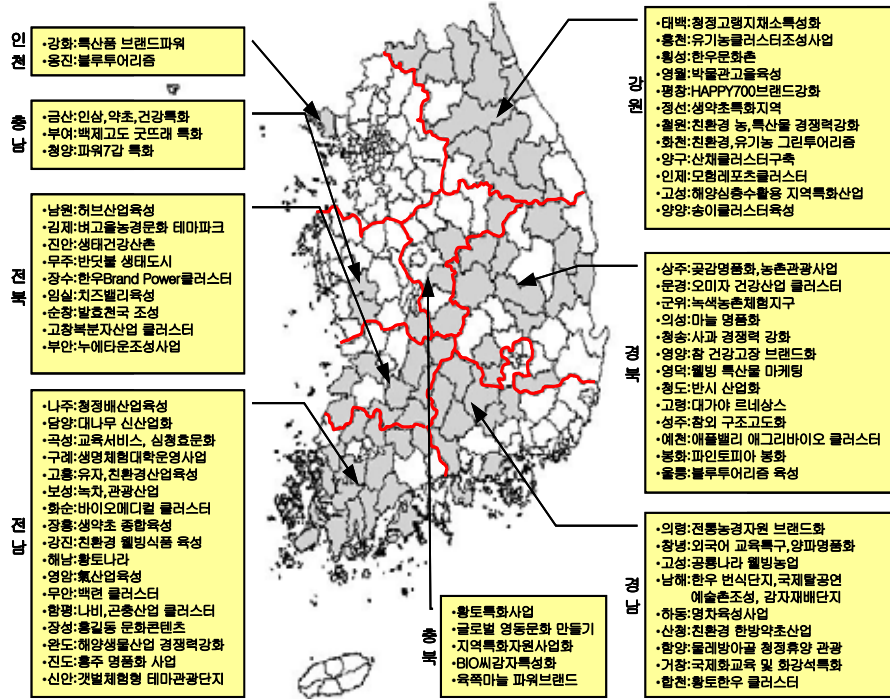 인천
•강화:특산품 브랜드파워
•옹진:블루투어리즘
충남
•금산:인삼,약초,건강특화
•부여:백제고도 굿뜨래 특화
•청양:파워7갑 특화
전북
•남원:허브산업육성
•김제:벼고을농경문화 테마파크
•진안:생태건강산촌
•무주:반딧불 생태도시
•장수:한우Brand Power클러스터
•임실:치즈밸리육성
•순창:발효천국 조성
•고창복분자산업 클러스터
•부안:누에타운조성사업
전남
•나주:청정배산업육성
•담양:대나무 신산업화
•곡성:교육서비스, 심청효문화
•구례:생명체험대학운영사업
•고흥:유자,친환경산업육성
•보성:녹차,관광산업
•화순:바이오메디컬 클러스터
•장흥:생약초 종합육성
•강진:친환경 웰빙식품 육성
•해남:황토나라
•영암:氣산업육성
•무안:백련 클러스터
•함평:나비,곤충산업 클러스터
•장성:홍길동 문화콘텐츠
•완도:해양생물산업 경쟁력강화
•진도:홍주 명품화 사업
•신안:갯벌체험형 테마관광단지
충북
•황토특화사업
•글로벌 영동문화 만들기
•지역특화자원사업화
•BIO씨감자특성화
•육쪽마늘 파워브랜드
강원
•태백:청정고랭지채소특성화
•홍천:유기농클러스터조성사업
•횡성:한우문화촌
•영월:박물관고을육성
•평창:HAPPY700브랜드강화
•정선:생약초특화지역
•철원:친환경 농,특산물 경쟁력강화
•화천:친환경,유기농 그린투어리즘
•양구:산채클러스터구축
•인제:모험레포츠클러스터
•고성:해양심층수활용 지역특화산업
•양양:송이클러스터육성
경북
•상주:곶감명품화,농촌관광사업
•문경:오미자 건강산업 클러스터
•군위:녹색농촌체험지구
•의성:마늘 명품화
•청송:사과 경쟁력 강화
•영양:참 건강고장 브랜드화
•영덕:웰빙 특산물 마케팅
•청도:반시 산업화
•고령:대가야 르네상스
•성주:참외 구조고도화
•예천:애플밸리 애그리바이오 클러스터
•봉화:파인토피아 봉화
•울릉:블루투어리즘 육성
경남
•의령:전통농경자원 브랜드화
•창녕:외국어 교육특구,양파명품화
•고성:공룡나라 웰빙농업
•남해:한우 번식단지,국제탈공연
예술촌조성, 감자재배단지
•하동:영차육성사업
•산청:친환경 한방약초산업
•함양:물레방아골 청정휴양 관광
•거창:국제화교육 및 화강석특화
•합천:황토한우 클러스터